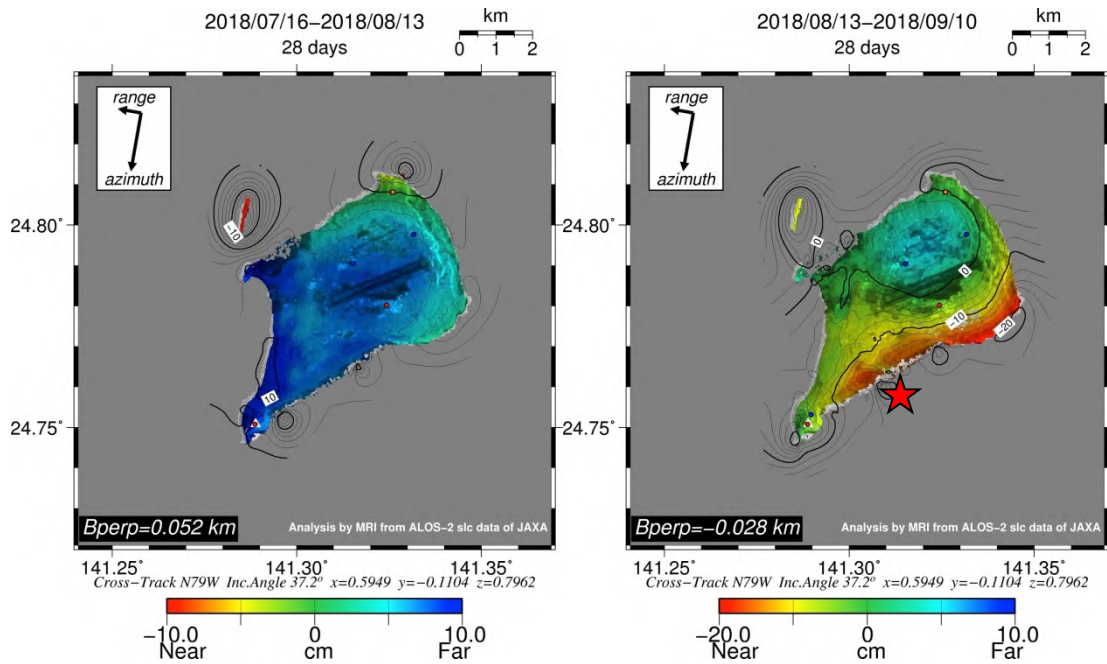 2018/07/16−2018/08/13
28 days
km
0 1 2
range
azimuth
24.80°
24.75°
−10
10
Bperp=0.052 km
Analysis by MRI from ALOS−2 slc data of JAXA
141.25 141.30 141.35
Cross−Track N79W Inc.Angle 37.2° x=0.5949 y=−0.1104 z=0.7962
−10.0 0 10.0
Near cm Far
2018/08/13−2018/09/10
28 days
km
0 1 2
range
azimuth
24.80°
24.75°
0
0
−10
−20
Bperp=−0.028 km
Analysis by MRI from ALOS−2 slc data of JAXA
141.25 141.30 141.35
Cross−Track N79W Inc.Angle 37.2° x=0.5949 y=−0.1104 z=0.7962
−20.0 0 10.0
Near cm Far